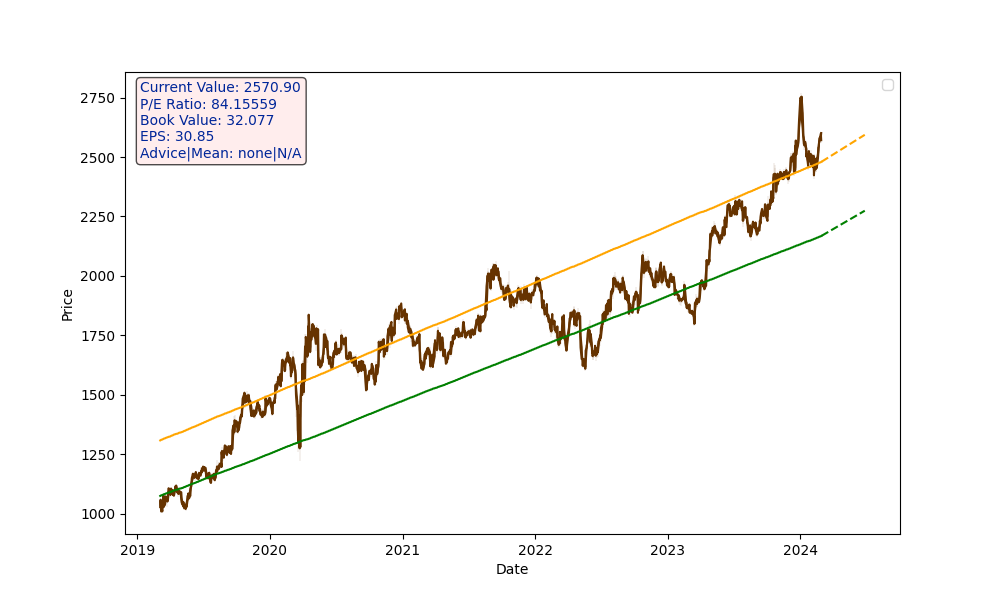 Current Value: 2570.90
P/E Ratio: 84.15559
Book Value: 32.077
EPS: 30.85
Advice|Mean: none|N/A
2750
2500
2250
2000
1750
1500
1250
1000
Price
2019 2020 2021 2022 2023 2024
Date